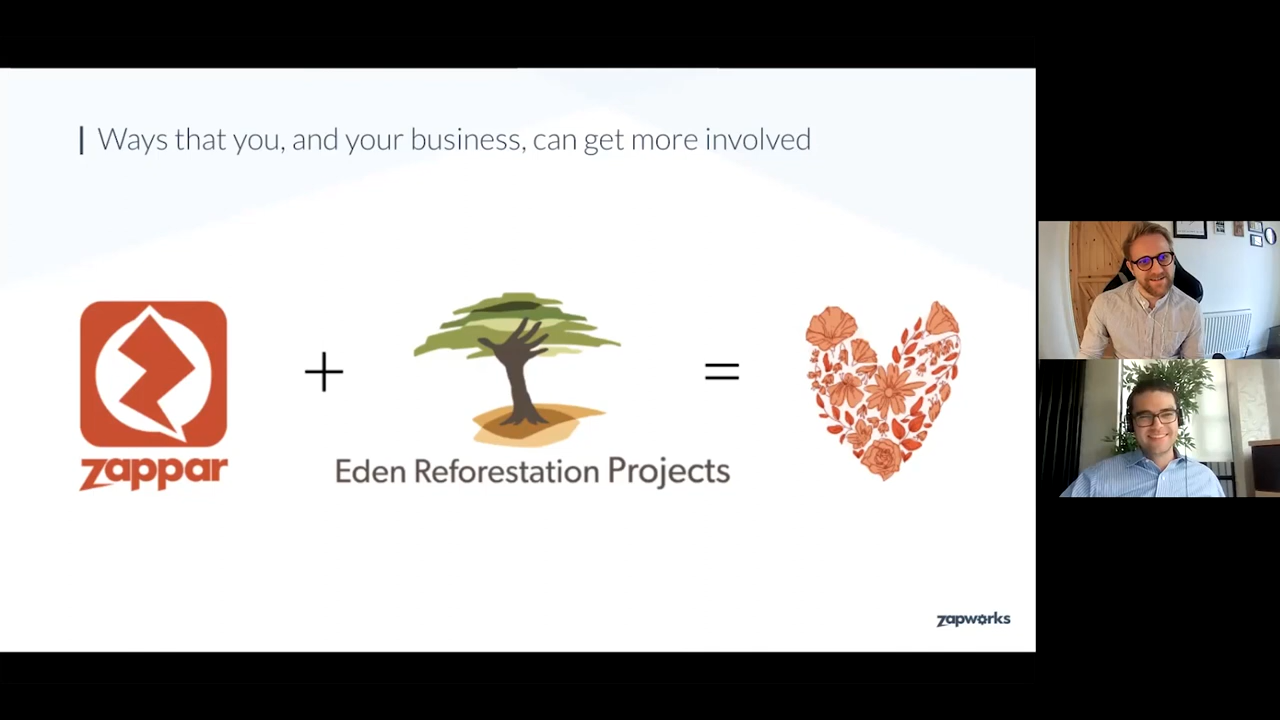 Ways that you, and your business, can get more involved
+
=
zappar
Eden Reforestation Projects
zapworks